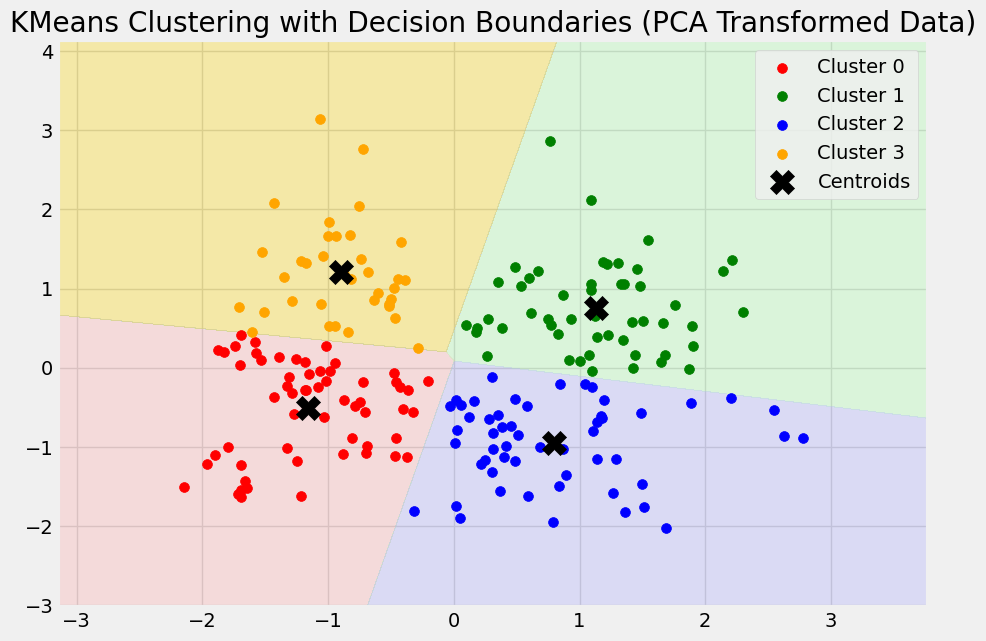 KMeans Clustering with Decision Boundaries (PCA Transformed Data)
4
3
2
1
0
−1
−2
−3
−3 −2 −1 0 1 2 3
Cluster 0
Cluster 1
Cluster 2
Cluster 3
Centroids